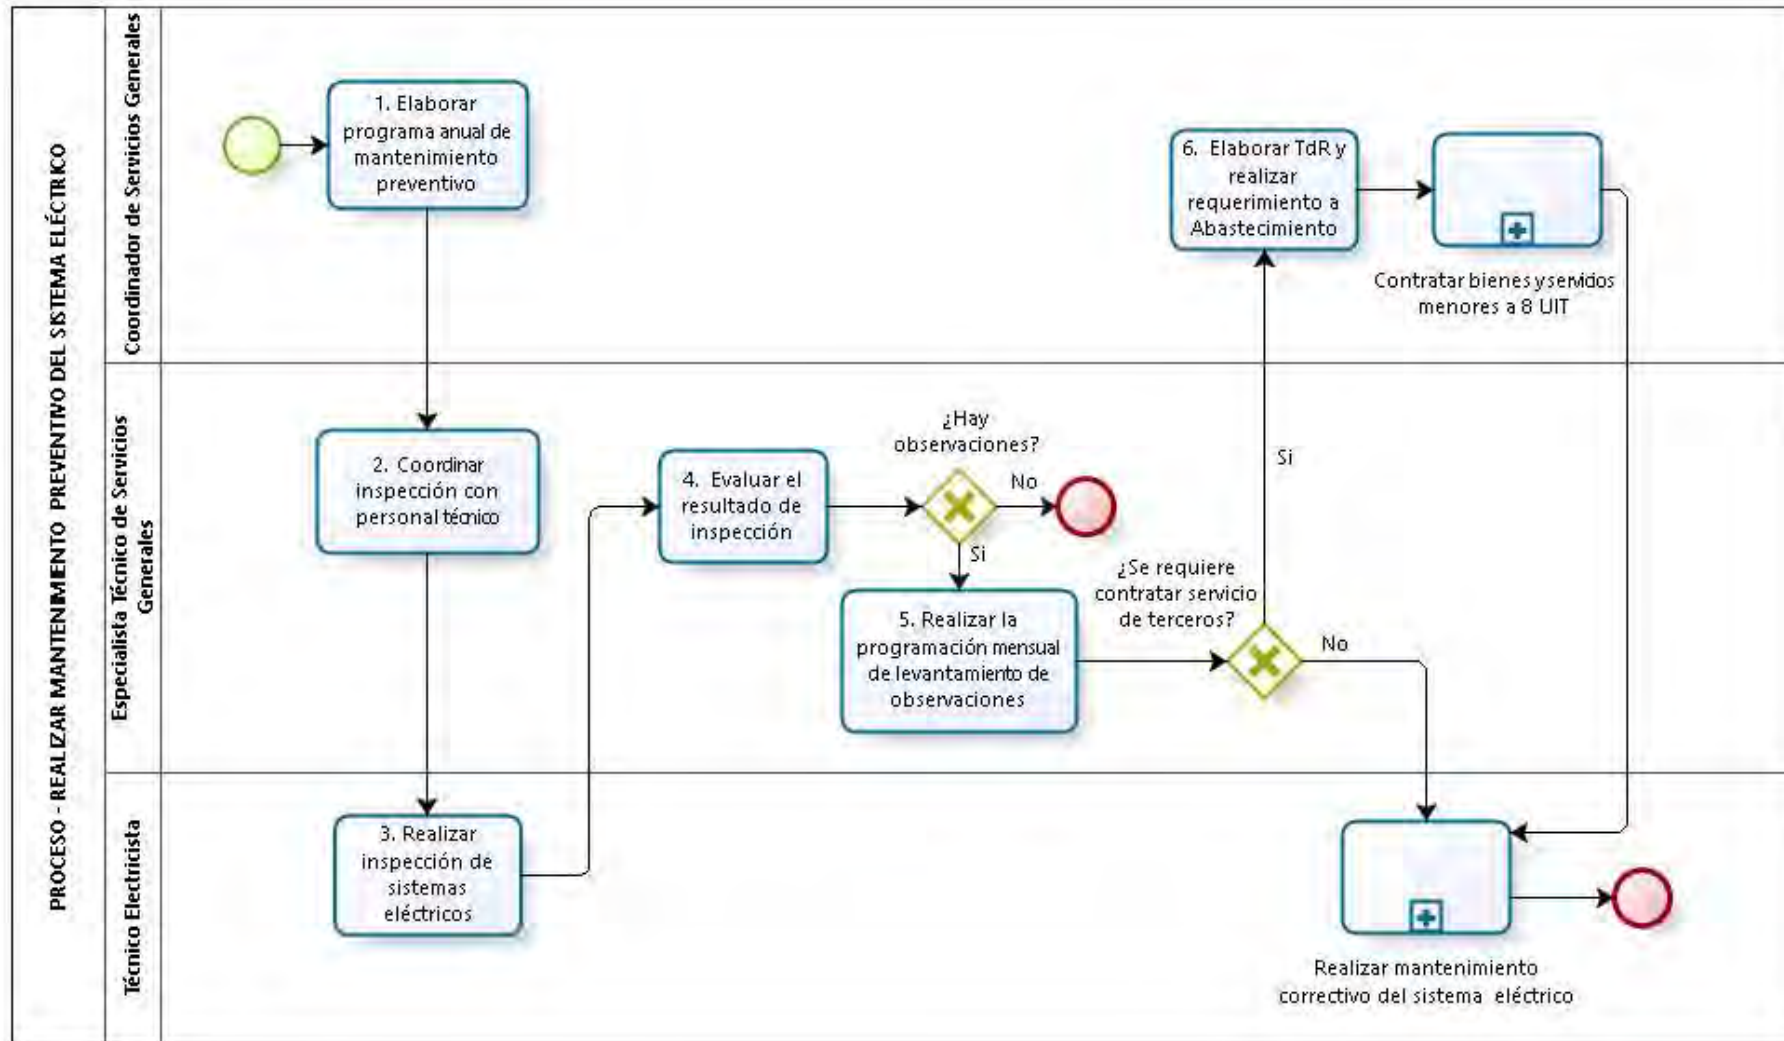 PROCESO - REALIZAR MANTENIMIENTO PREVENTIVO DEL SISTEMA ELÉCTRICO
Coordinador de Servicios Generales
1. Elaborar
programa anual de
mantenimiento
preventivo
6. Elaborar TdR y
realizar
requerimiento a
Abastecimiento
Contratar bienes y servicios
menores a 8 UIT
Especialista Técnico de Servicios
Generales
2. Coordinar
inspección con
personal técnico
4. Evaluar el
resultado de
inspección
¿Hay
observaciones?
No
Si
5. Realizar la
programación mensual
de levantamiento de
observaciones
¿Se requiere
contratar servicio
de terceros?
Si
No
Técnico Electricista
3. Realizar
inspección de
sistemas
eléctricos
Realizar mantenimiento
correctivo del sistema eléctrico